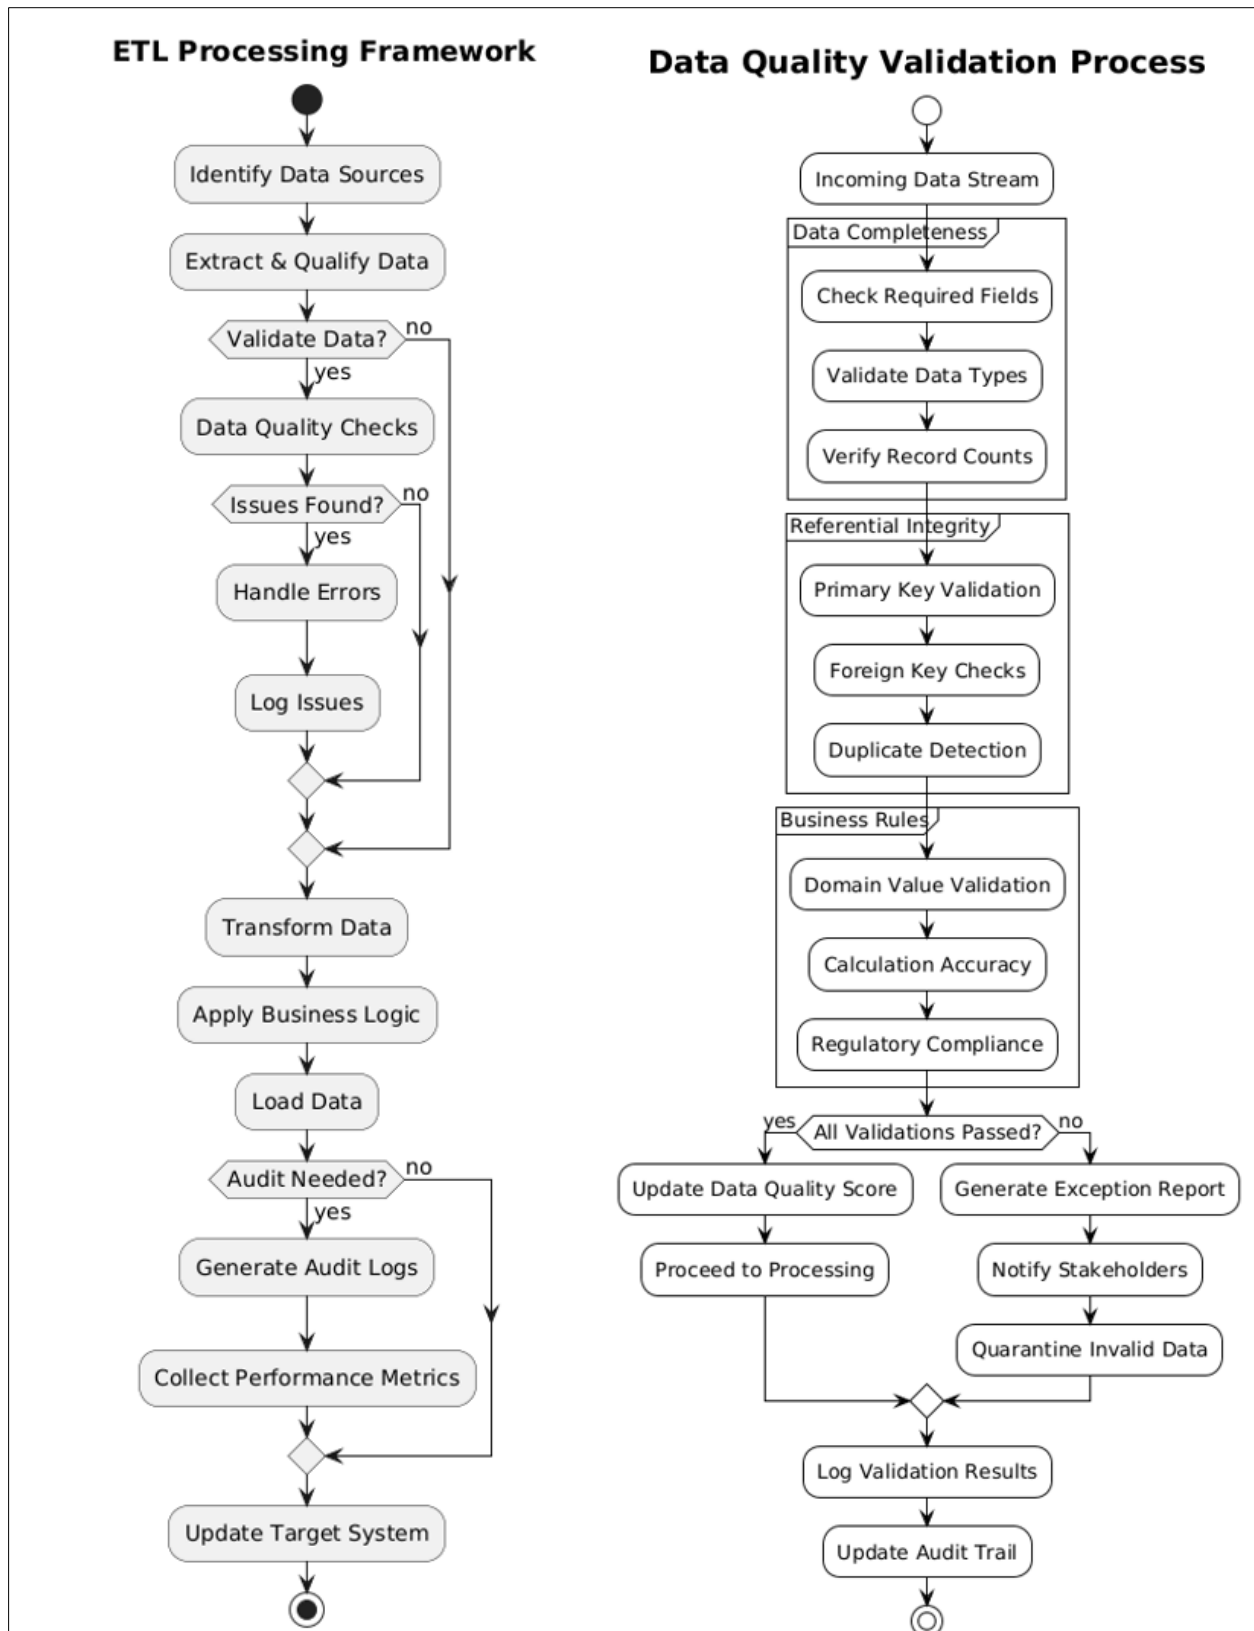 ETL Processing Framework
Identify Data Sources
Extract & Qualify Data
Validate Data?
no
yes
Data Quality Checks
Issues Found?
no
yes
Handle Errors
Log Issues
Transform Data
Apply Business Logic
Load Data
Audit Needed?
no
yes
Generate Audit Logs
Collect Performance Metrics
Update Target System
Data Quality Validation Process
Incoming Data Stream
Data Completeness
Check Required Fields
Validate Data Types
Verify Record Counts
Referential Integrity
Primary Key Validation
Foreign Key Checks
Duplicate Detection
Business Rules
Domain Value Validation
Calculation Accuracy
Regulatory Compliance
yes
All Validations Passed?
no
Update Data Quality Score
Generate Exception Report
Proceed to Processing
Notify Stakeholders
Quarantine Invalid Data
Log Validation Results
Update Audit Trail